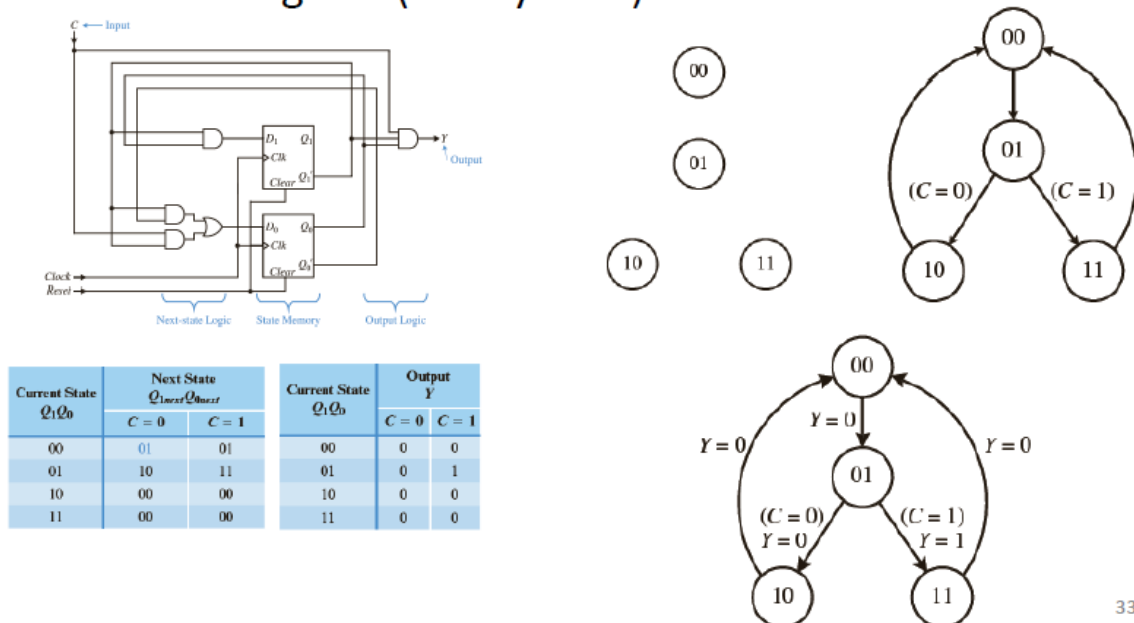 C ← Input
D₁ Q₁
Clk
Clear Q₁′
Y
Output
D₀ Q₀
Clk
Clear Q₀′
Clock
Reset
Next-state Logic State Memory Output Logic
Current State
Q₁Q₀
Next State
Q₁nextQ₀next
C = 0 C = 1
00 01 01
01 10 11
10 00 00
11 00 00
Current State
Q₁Q₀
Output
Y
C = 0 C = 1
00 0 0
01 0 1
10 0 0
11 0 0
00
01
10 11
00
01
(C = 0) (C = 1)
10 11
00
Y = 0
Y = 0 Y = 0
01
(C = 0) (C = 1)
Y = 0 Y = 1
10 11
33